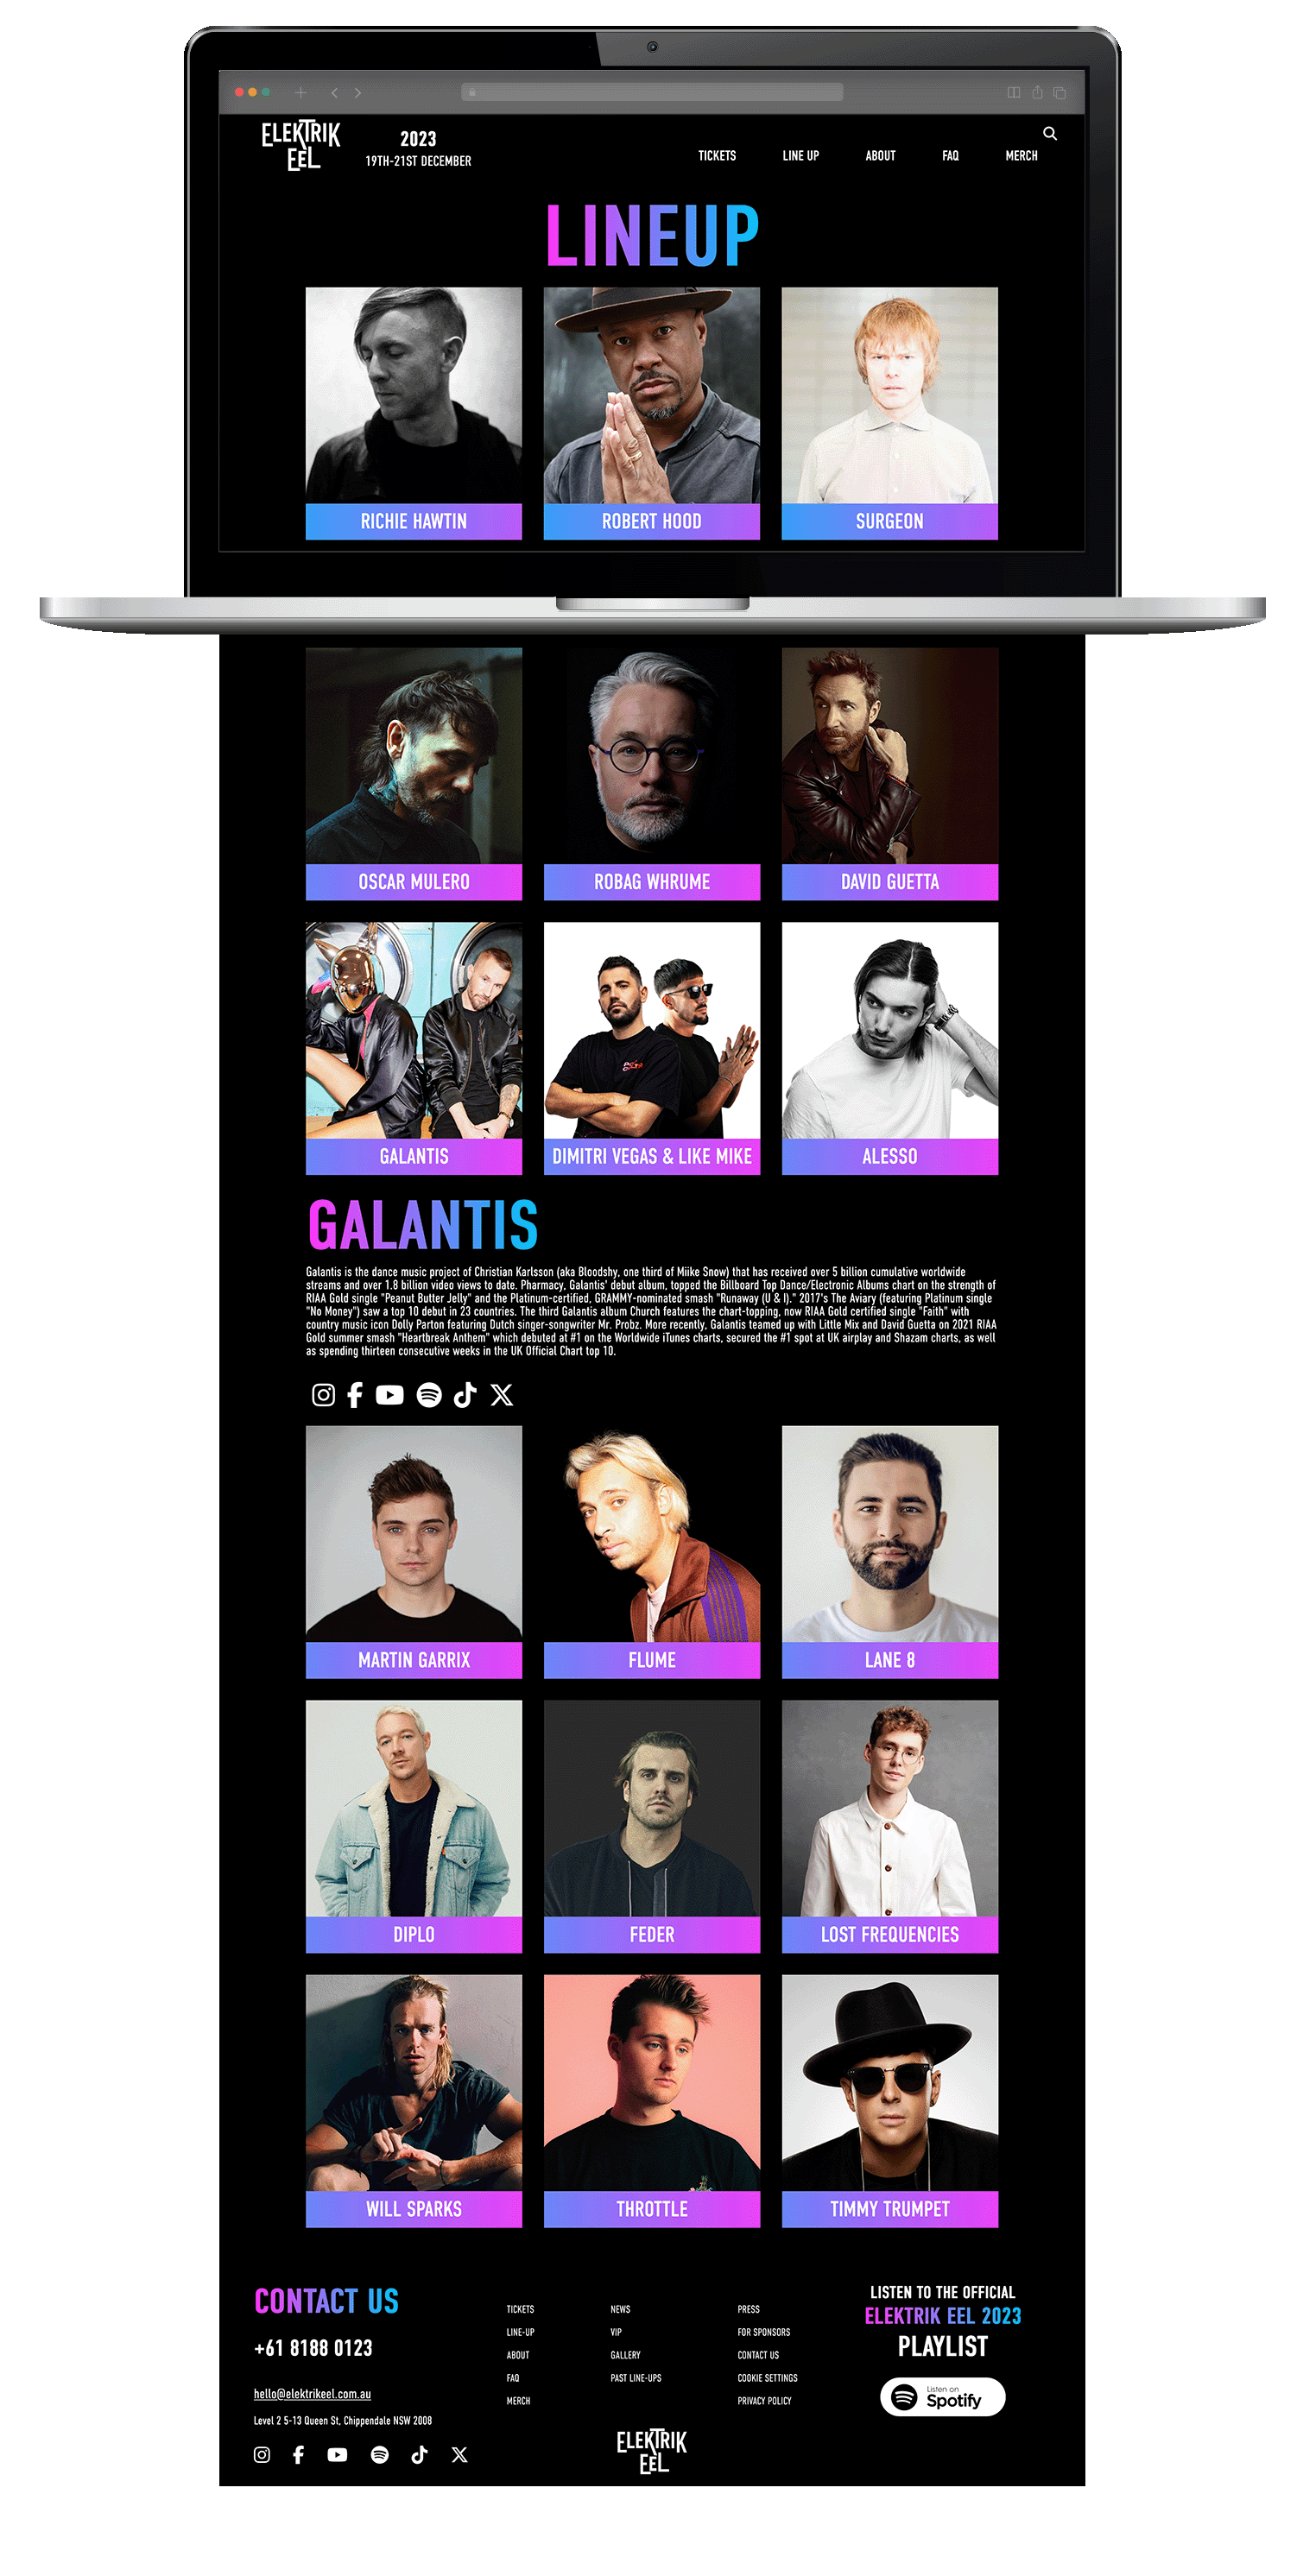 ELEKTRIK
EEL
2023
19TH-21ST DECEMBER
TICKETS
LINE UP
ABOUT
FAQ
MERCH
LINEUP
RICHIE HAWTIN
ROBERT HOOD
SURGEON
OSCAR MULERO
ROBAG WHRUME
DAVID GUETTA
GALANTIS
DIMITRI VEGAS & LIKE MIKE
ALESSO
GALANTIS
Galantis is the dance music project of Christian Karlsson (aka Bloodshy, one third of Miike Snow) that has received over 5 billion cumulative worldwide
streams and over 1.8 billion video views to date. Pharmacy, Galantis' debut album, topped the Billboard Top Dance/Electronic Albums chart on the strength of
RIAA Gold single "Peanut Butter Jelly" and the Platinum-certified, GRAMMY-nominated smash "Runaway (U & I)." 2017's The Aviary (featuring Platinum single
"No Money") saw a top 10 debut in 23 countries. The third Galantis album Church features the chart-topping, now RIAA Gold certified single "Faith" with
country music icon Dolly Parton featuring Dutch singer-songwriter Mr. Probz. More recently, Galantis teamed up with Little Mix and David Guetta on 2021 RIAA
Gold summer smash "Heartbreak Anthem" which debuted at #1 on the Worldwide iTunes charts, secured the #1 spot at UK airplay and Shazam charts, as well
as spending thirteen consecutive weeks in the UK Official Chart top 10.
MARTIN GARRIX
FLUME
LANE 8
DIPLO
FEDER
LOST FREQUENCIES
WILL SPARKS
THROTTLE
TIMMY TRUMPET
CONTACT US
+61 8188 0123
hello@elektrikeel.com.au
Level 2 5-13 Queen St, Chippendale NSW 2008
TICKETS
LINE-UP
ABOUT
FAQ
MERCH
NEWS
VIP
GALLERY
PAST LINE-UPS
PRESS
FOR SPONSORS
CONTACT US
COOKIE SETTINGS
PRIVACY POLICY
LISTEN TO THE OFFICIAL
ELEKTRIK EEL 2023
PLAYLIST
Listen on
Spotify
ELEKTRIK
EEL